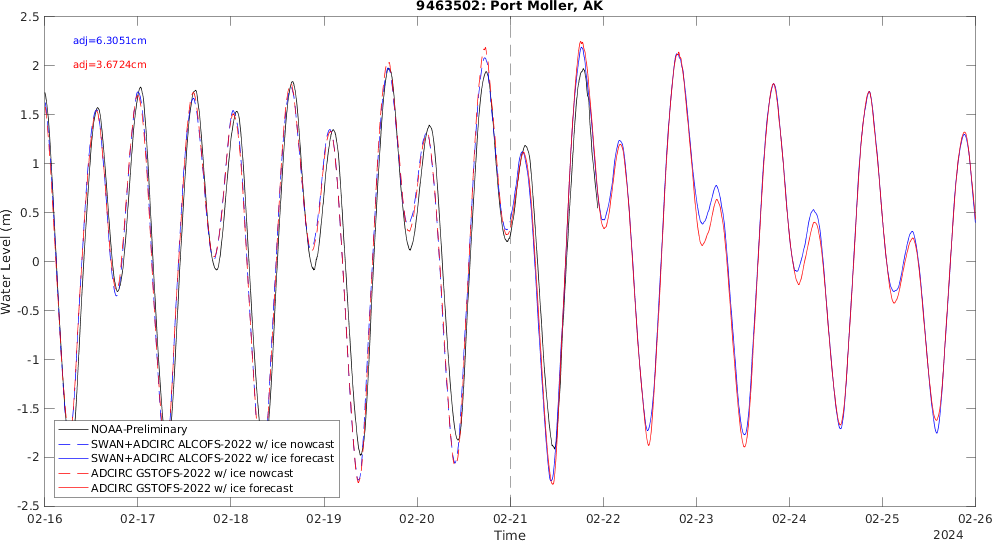 9463502: Port Moller, AK
adj=6.3051cm
adj=3.6724cm
Water Level (m)
2.5
2
1.5
1
0.5
0
-0.5
-1
-1.5
-2
-2.5
NOAA-Preliminary
SWAN+ADCIRC ALCOFS-2022 w/ ice nowcast
SWAN+ADCIRC ALCOFS-2022 w/ ice forecast
ADCIRC GSTOFS-2022 w/ ice nowcast
ADCIRC GSTOFS-2022 w/ ice forecast
02-16 02-17 02-18 02-19 02-20 02-21 02-22 02-23 02-24 02-25 02-26
Time
2024